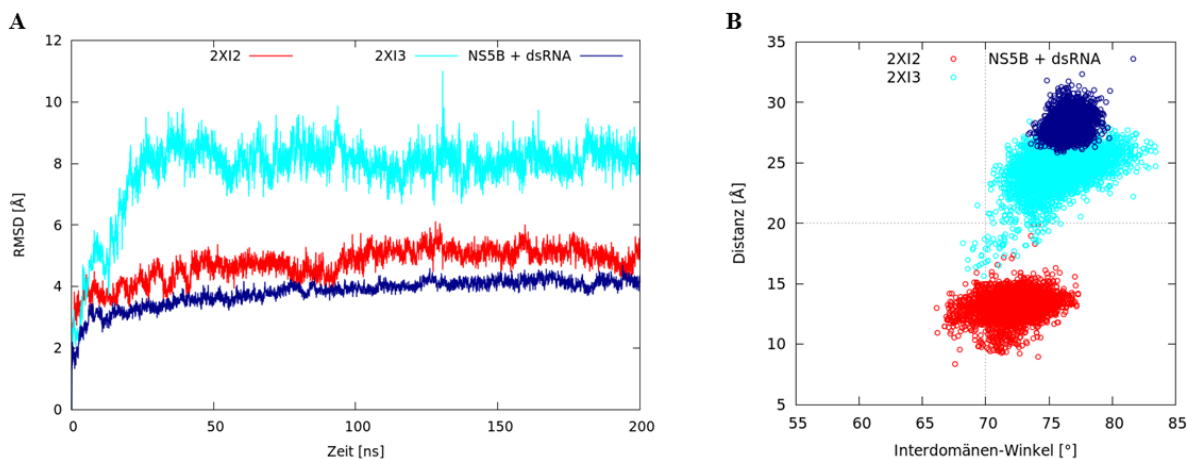 A
12
10
8
6
4
2
0
RMSD [Å]
2XI2
2XI3
NS5B + dsRNA
0
50
100
150
200
Zeit [ns]
B
35
30
25
20
15
10
5
Distanz [Å]
2XI2
NS5B + dsRNA
2XI3
55
60
65
70
75
80
85
Interdomänen-Winkel [°]